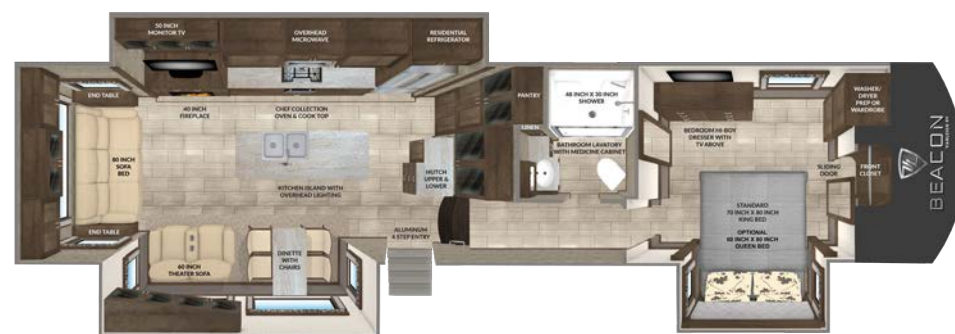 50 INCH
MONITOR TV
OVERHEAD
MICROWAVE
RESIDENTIAL
REFRIGERATOR
END TABLE
40 INCH
FIREPLACE
CHEF COLLECTION
OVEN & COOK TOP
80 INCH
SOFA
BED
KITCHEN ISLAND WITH
OVERHEAD LIGHTING
HUTCH
UPPER &
LOWER
END TABLE
60 INCH
THEATER SOFA
DINETTE
WITH
CHAIRS
ALUMINUM
4 STEP ENTRY
PANTRY
48 INCH X 30 INCH
SHOWER
LINEN
BATHROOM LAVATORY
WITH MEDICINE CABINET
BEDROOM HI-BOY
DRESSER WITH
TV ABOVE
WASHER/
DRYER
PREP OR
WARDROBE
SLIDING
DOOR
FRONT
CLOSET
STANDARD
70 INCH X 80 INCH
KING BED
OPTIONAL
60 INCH X 80 INCH
QUEEN BED
BEACON